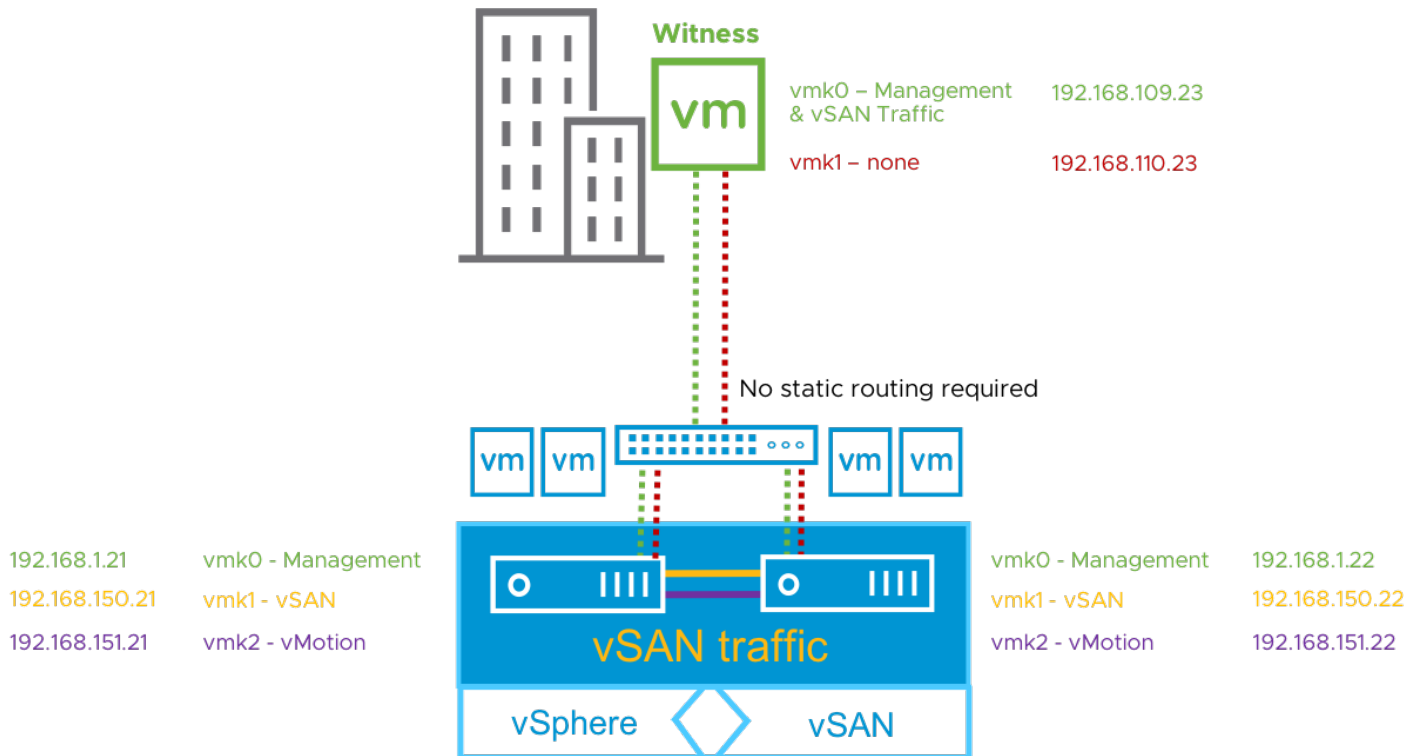 Witness
vm
vmk0 – Management 192.168.109.23
& vSAN Traffic
vmk1 – none 192.168.110.23
No static routing required
vm vm vm vm
192.168.1.21 vmk0 - Management
192.168.150.21 vmk1 - vSAN
192.168.151.21 vmk2 - vMotion
vmk0 - Management 192.168.1.22
vmk1 - vSAN 192.168.150.22
vmk2 - vMotion 192.168.151.22
vSAN traffic
vSphere vSAN